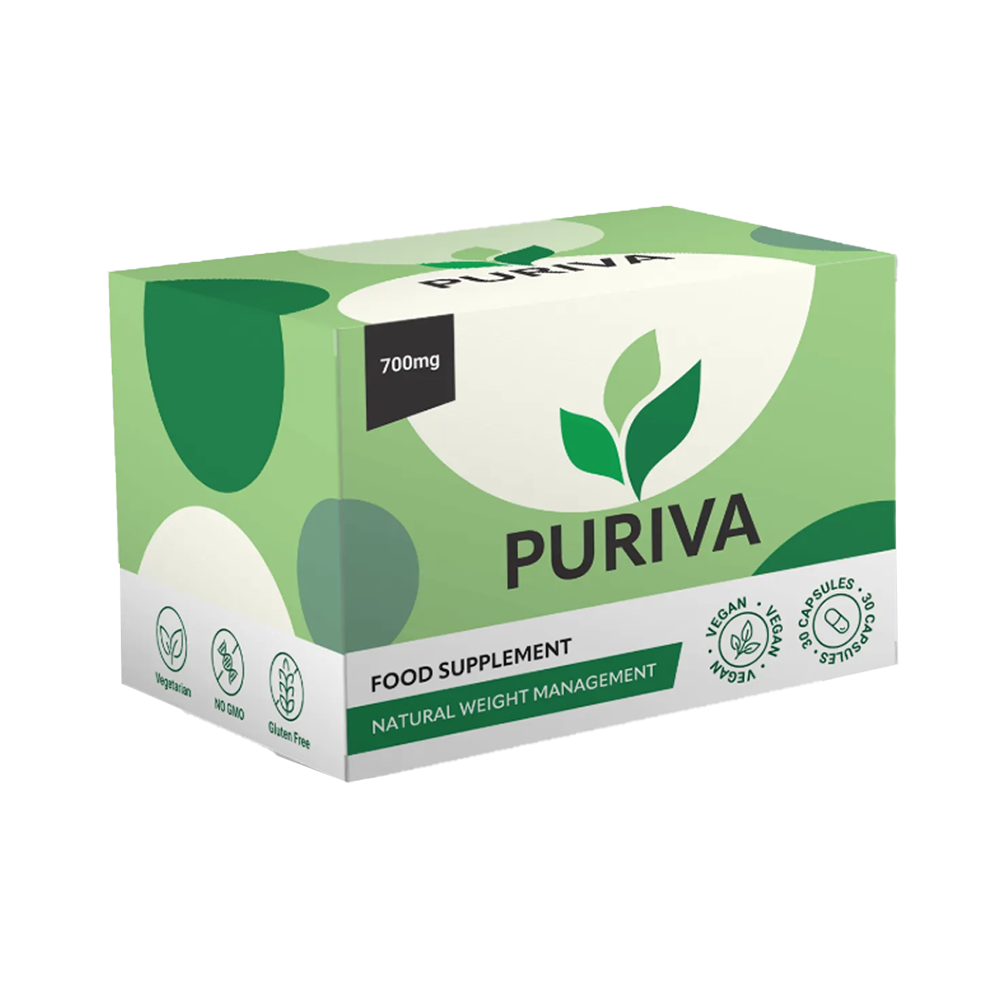 PURIVA
700mg
PURIVA
FOOD SUPPLEMENT
NATURAL WEIGHT MANAGEMENT
VEGAN • VEGAN • VEGAN •
30 CAPSULES • 30 CAPSULES •
Vegetarian
NO GMO
Gluten Free